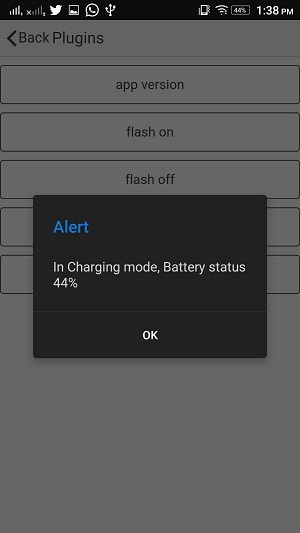 44% 1:38 PM
Back Plugins
app version
flash on
flash off
Alert
In Charging mode, Battery status
44%
OK